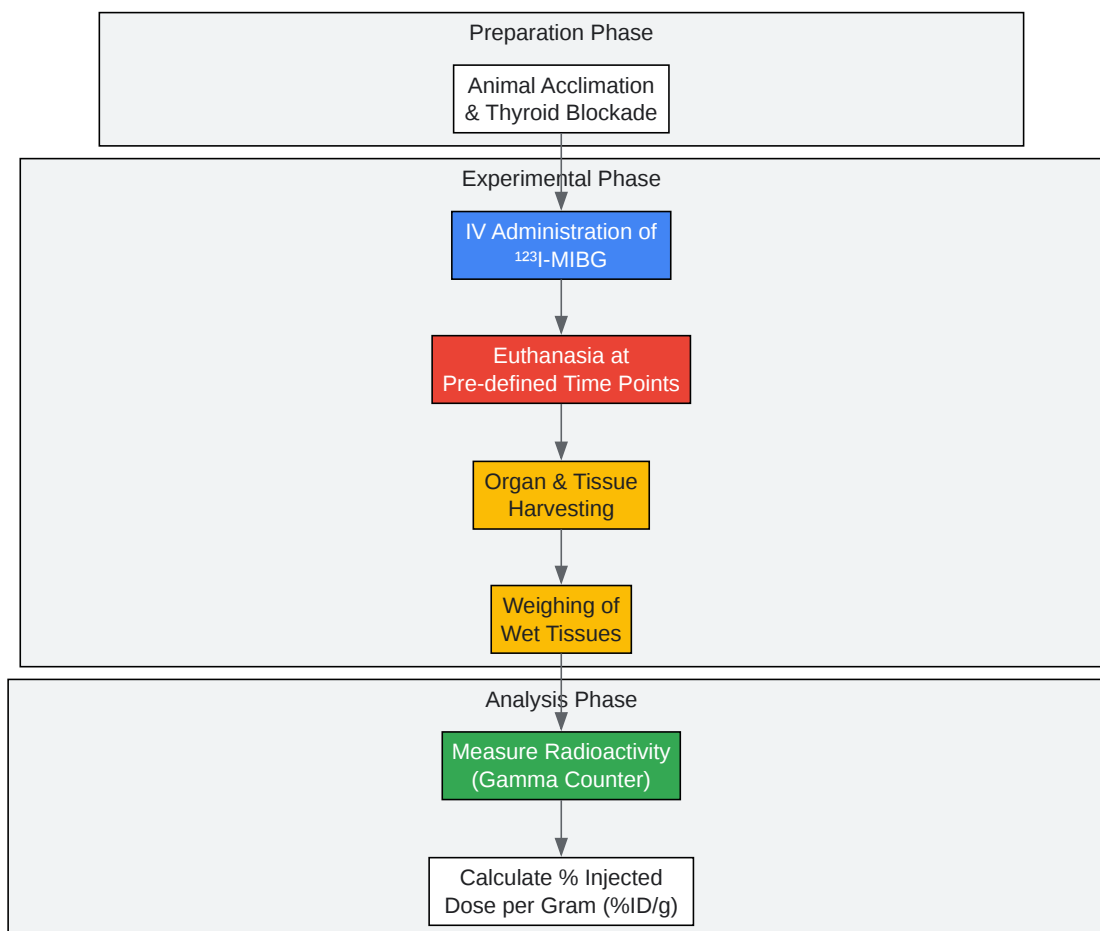 Preparation Phase
Animal Acclimation
& Thyroid Blockade
Experimental Phase
IV Administration of
¹²³I-MIBG
Euthanasia at
Pre-defined Time Points
Organ & Tissue
Harvesting
Weighing of
Wet Tissues
Analysis Phase
Measure Radioactivity
(Gamma Counter)
Calculate % Injected
Dose per Gram (%ID/g)